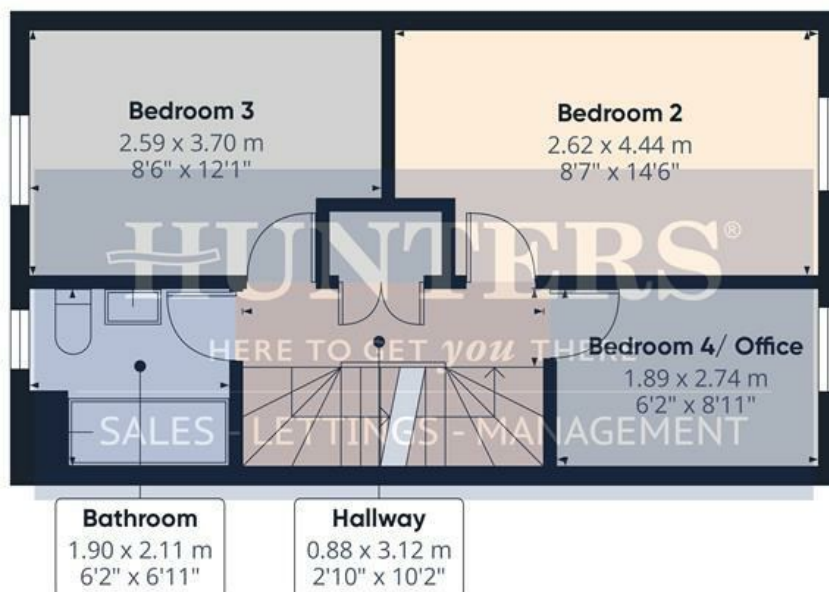 Bedroom 3
2.59 x 3.70 m
8'6" x 12'1"
Bedroom 2
2.62 x 4.44 m
8'7" x 14'6"
HUNTERS®
HERE TO GET you THERE
SALES - LETTINGS - MANAGEMENT
Bedroom 4/ Office
1.89 x 2.74 m
6'2" x 8'11"
Bathroom
1.90 x 2.11 m
6'2" x 6'11"
Hallway
0.88 x 3.12 m
2'10" x 10'2"